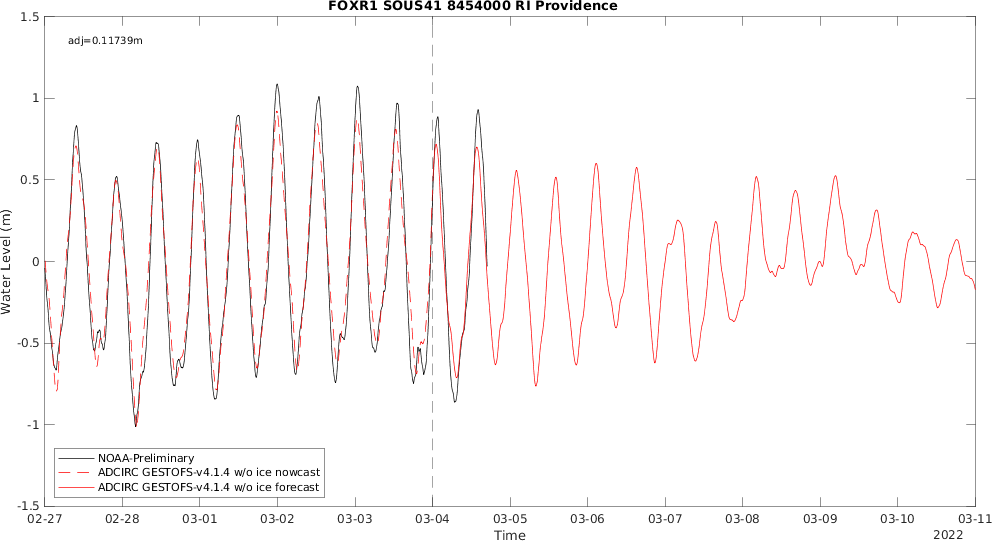 FOXR1 SOUS41 8454000 RI Providence
adj=0.11739m
1.5
1
0.5
0
-0.5
-1
-1.5
Water Level (m)
NOAA-Preliminary
ADCIRC GESTOFS-v4.1.4 w/o ice nowcast
ADCIRC GESTOFS-v4.1.4 w/o ice forecast
02-27 02-28 03-01 03-02 03-03 03-04 03-05 03-06 03-07 03-08 03-09 03-10 03-11
Time
2022